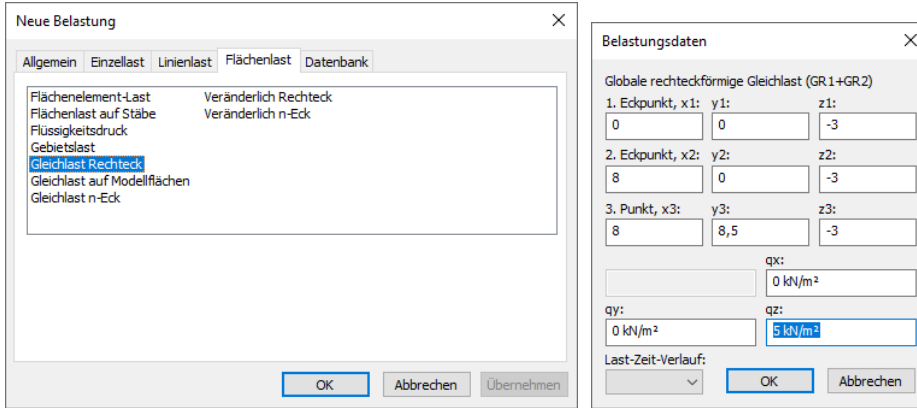 Neue Belastung
Allgemein Einzellast Linienlast Flächenlast Datenbank
Flächenelement-Last Veränderlich Rechteck
Flächenlast auf Stäbe Veränderlich n-Eck
Flüssigkeitsdruck
Gebietslast
Gleichlast Rechteck
Gleichlast auf Modellflächen
Gleichlast n-Eck
OK Abbrechen Übernehmen
Belastungsdaten
Globale rechteckförmige Gleichlast (GR1+GR2)
1. Eckpunkt, x1: y1: z1:
0 0 -3
2. Eckpunkt, x2: y2: z2:
8 0 -3
3. Punkt, x3: y3: z3:
8 8,5 -3
qx:
0 kN/m²
qy: qz:
0 kN/m² 5 kN/m²
Last-Zeit-Verlauf:
OK Abbrechen